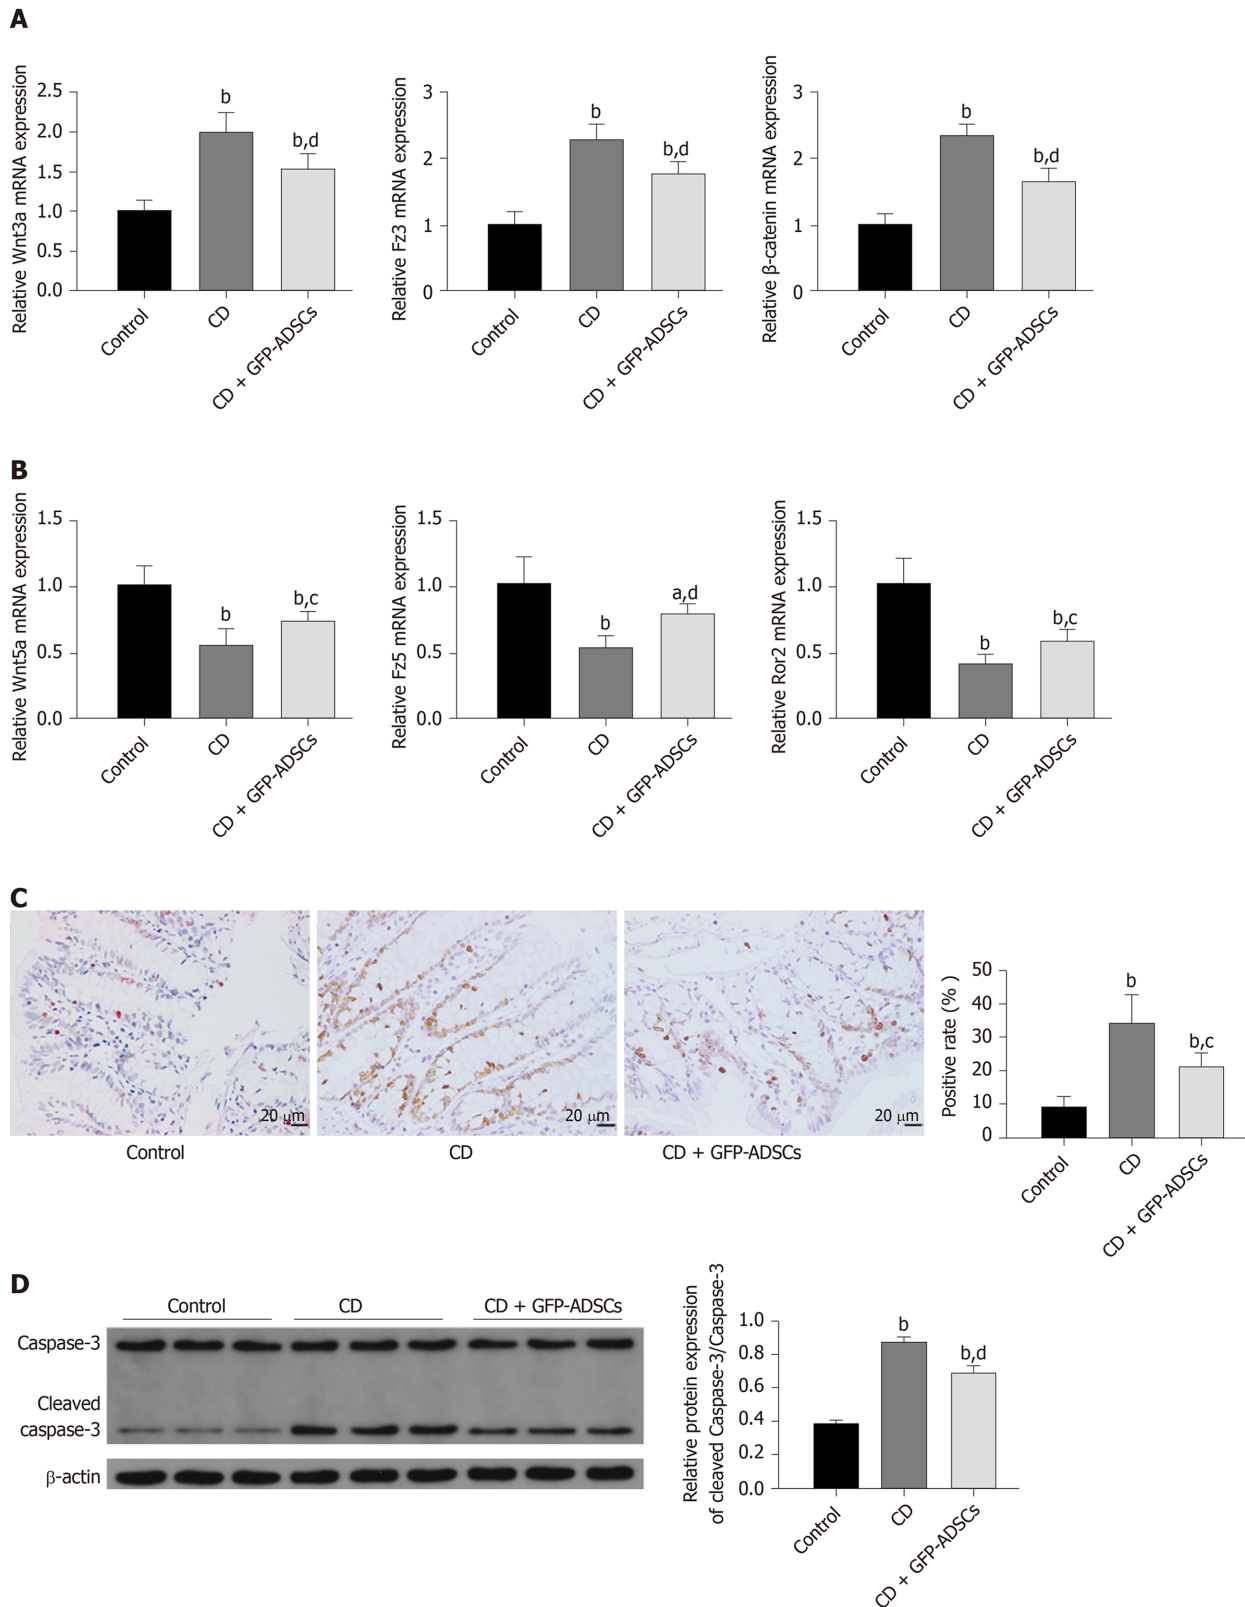 A
Relative Wnt3a mRNA expression
2.5
2.0
1.5
1.0
0.5
0.0
b
b,d
Control
CD
CD + GFP-ADSCs
Relative Fz3 mRNA expression
3
2
1
0
b
b,d
Control
CD
CD + GFP-ADSCs
Relative β-catenin mRNA expression
3
2
1
0
b
b,d
Control
CD
CD + GFP-ADSCs
B
Relative Wnt5a mRNA expression
1.5
1.0
0.5
0.0
b
b,c
Control
CD
CD + GFP-ADSCs
Relative Fz5 mRNA expression
1.5
1.0
0.5
0.0
b
a,d
Control
CD
CD + GFP-ADSCs
Relative Ror2 mRNA expression
1.5
1.0
0.5
0.0
b
b,c
Control
CD
CD + GFP-ADSCs
C
20 μm
20 μm
20 μm
Control
CD
CD + GFP-ADSCs
Positive rate (% )
50
40
30
20
10
0
b
b,c
Control
CD
CD + GFP-ADSCs
D
Control
CD
CD + GFP-ADSCs
Caspase-3
Cleaved
caspase-3
β-actin
Relative protein expression
of cleaved Caspase-3/Caspase-3
1.0
0.8
0.6
0.4
0.2
0.0
b
b,d
Control
CD
CD + GFP-ADSCs